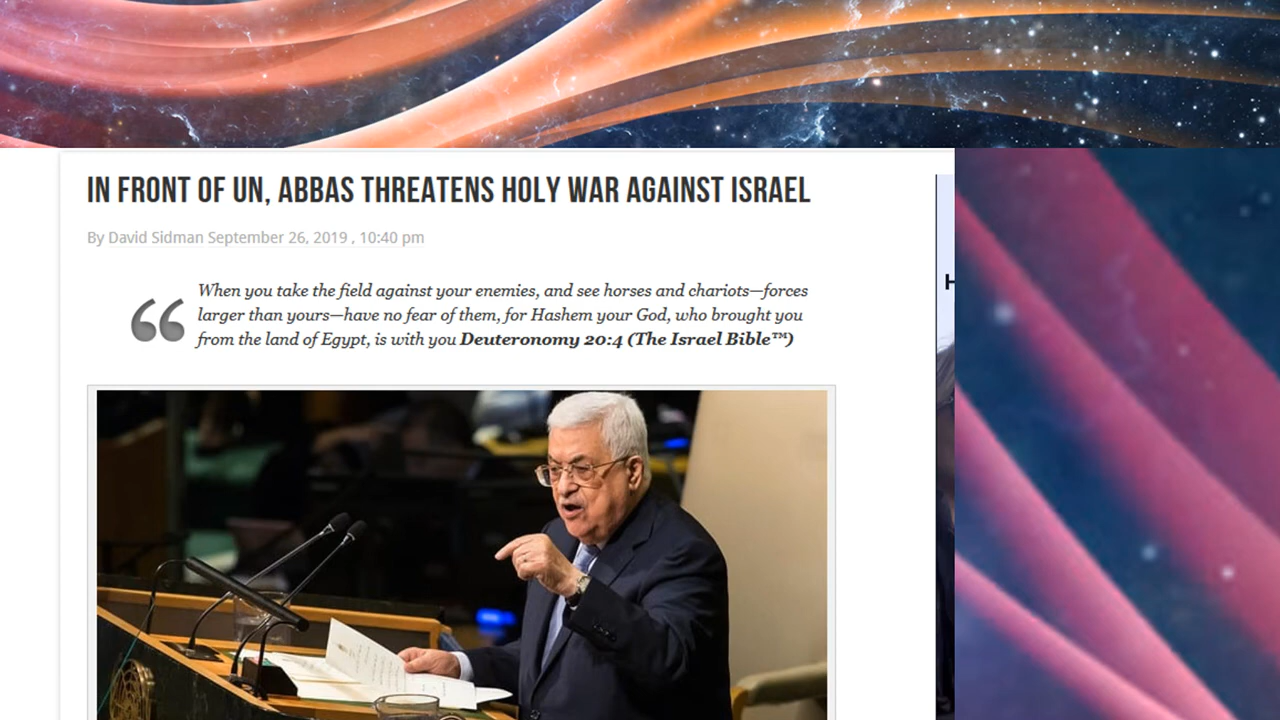 IN FRONT OF UN, ABBAS THREATENS HOLY WAR AGAINST ISRAEL
By David Sidman September 26, 2019 , 10:40 pm
“
When you take the field against your enemies, and see horses and chariots—forces
larger than yours—have no fear of them, for Hashem your God, who brought you
from the land of Egypt, is with you Deuteronomy 20:4 (The Israel Bible™)